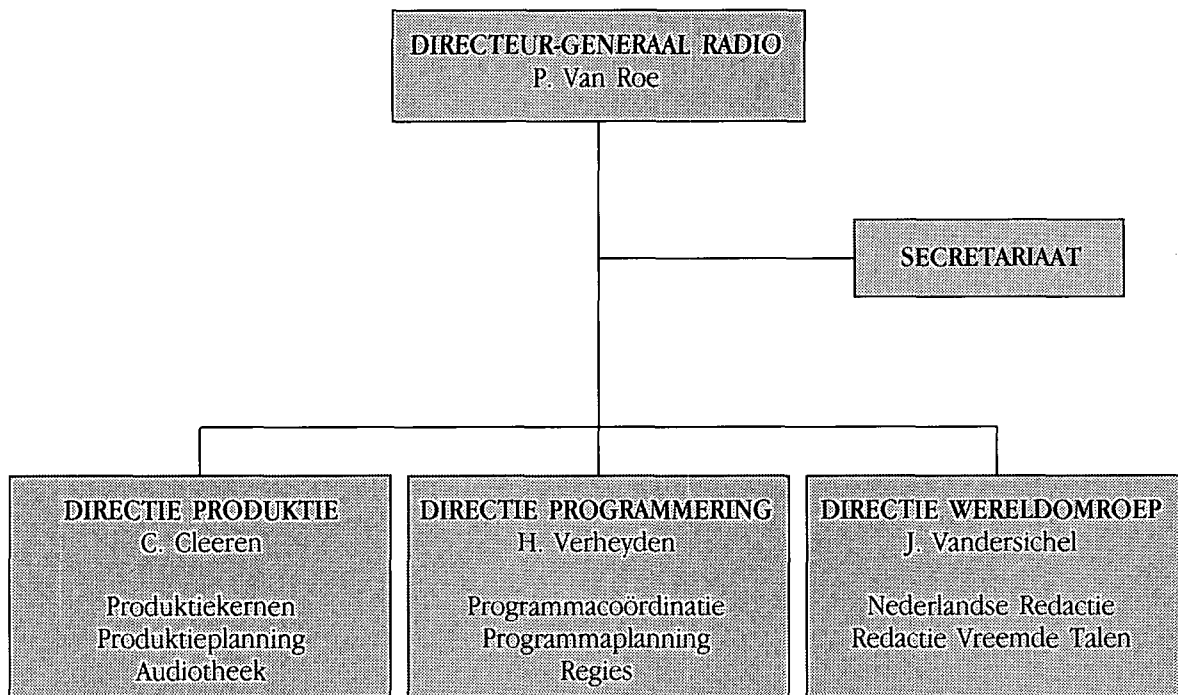 DIRECTEUR-GENERAAL RADIO
P. Van Roe
SECRETARIAAT
DIRECTIE PRODUKTIE
C. Cleeren
Produktiekernen
Produktieplanning
Audiotheek
DIRECTIE PROGRAMMERING
H. Verheyden
Programmacoördinatie
Programmaplanning
Regies
DIRECTIE WERELDOMROEP
J. Vandersichel
Nederlandse Redactie
Redactie Vreemde Talen